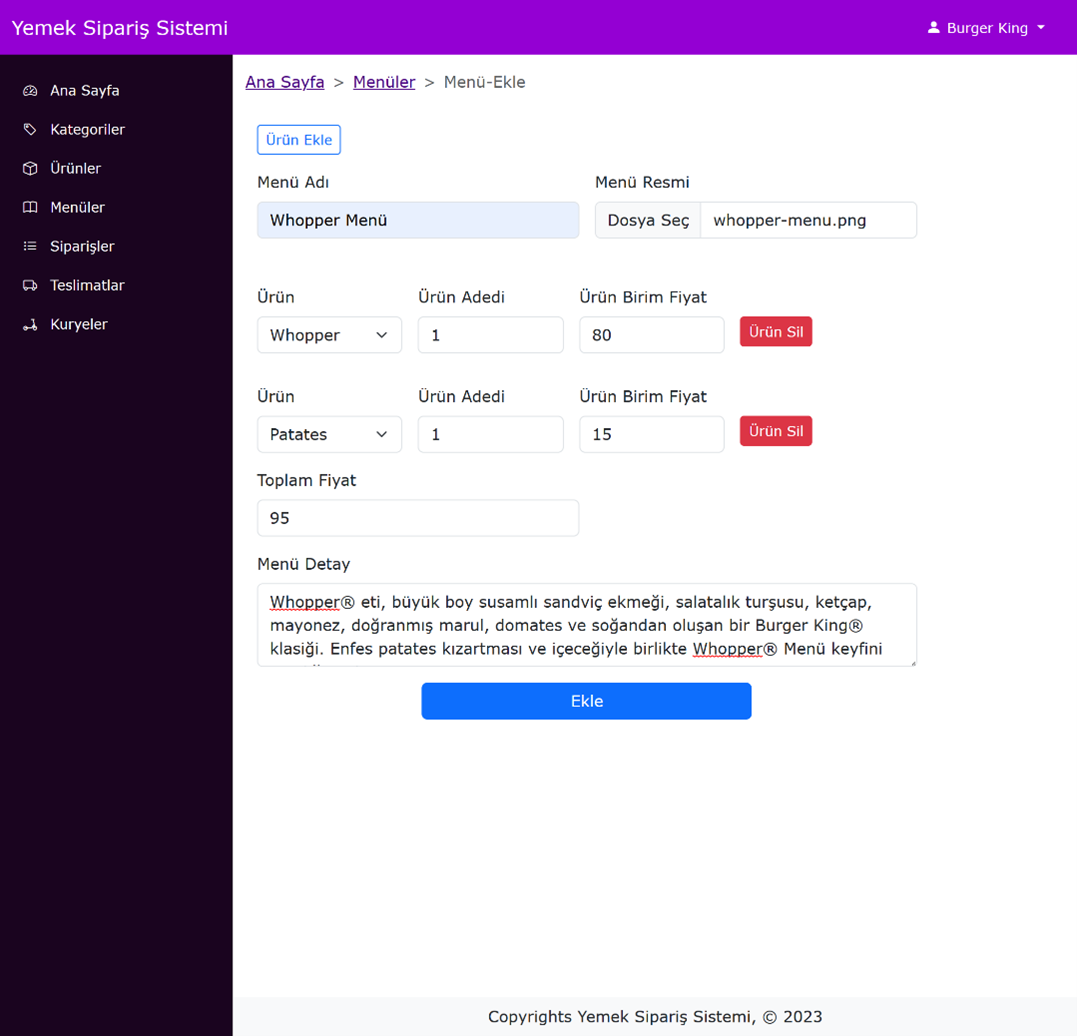 Yemek Sipariş Sistemi
Burger King
Ana Sayfa
Kategoriler
Ürünler
Menüler
Siparişler
Teslimatlar
Kuryeler
Ana Sayfa > Menüler > Menü-Ekle
Ürün Ekle
Menü Adı Menü Resmi
Whopper Menü Dosya Seç whopper-menu.png
Ürün Ürün Adedi Ürün Birim Fiyat
Whopper 1 80 Ürün Sil
Ürün Ürün Adedi Ürün Birim Fiyat
Patates 1 15 Ürün Sil
Toplam Fiyat
95
Menü Detay
Whopper® eti, büyük boy susamlı sandviç ekmeği, salatalık turşusu, ketçap,
mayonez, doğranmış marul, domates ve soğandan oluşan bir Burger King®
klasiği. Enfes patates kızartması ve içeceğiyle birlikte Whopper® Menü keyfini
Ekle
Copyrights Yemek Sipariş Sistemi, © 2023